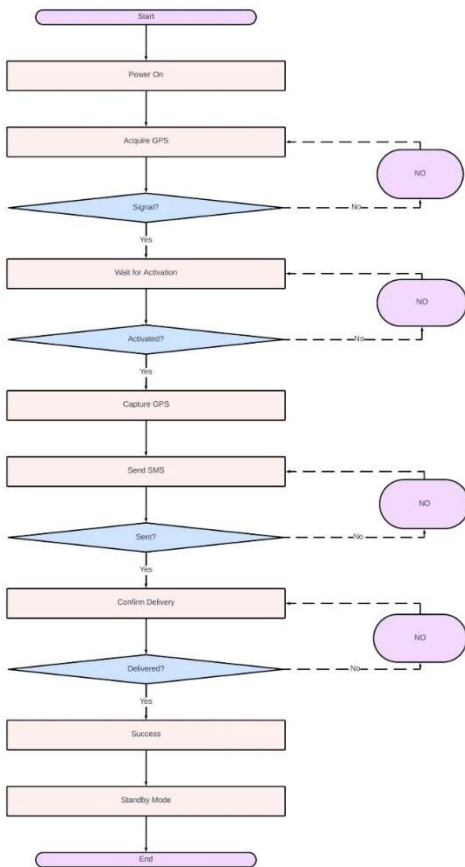 Start
Power On
Acquire GPS
NO
Signal?
No
Yes
Wait for Activation
NO
Activated?
No
Yes
Capture GPS
Send SMS
NO
Sent?
No
Yes
Confirm Delivery
NO
Delivered?
No
Yes
Success
Standby Mode
End